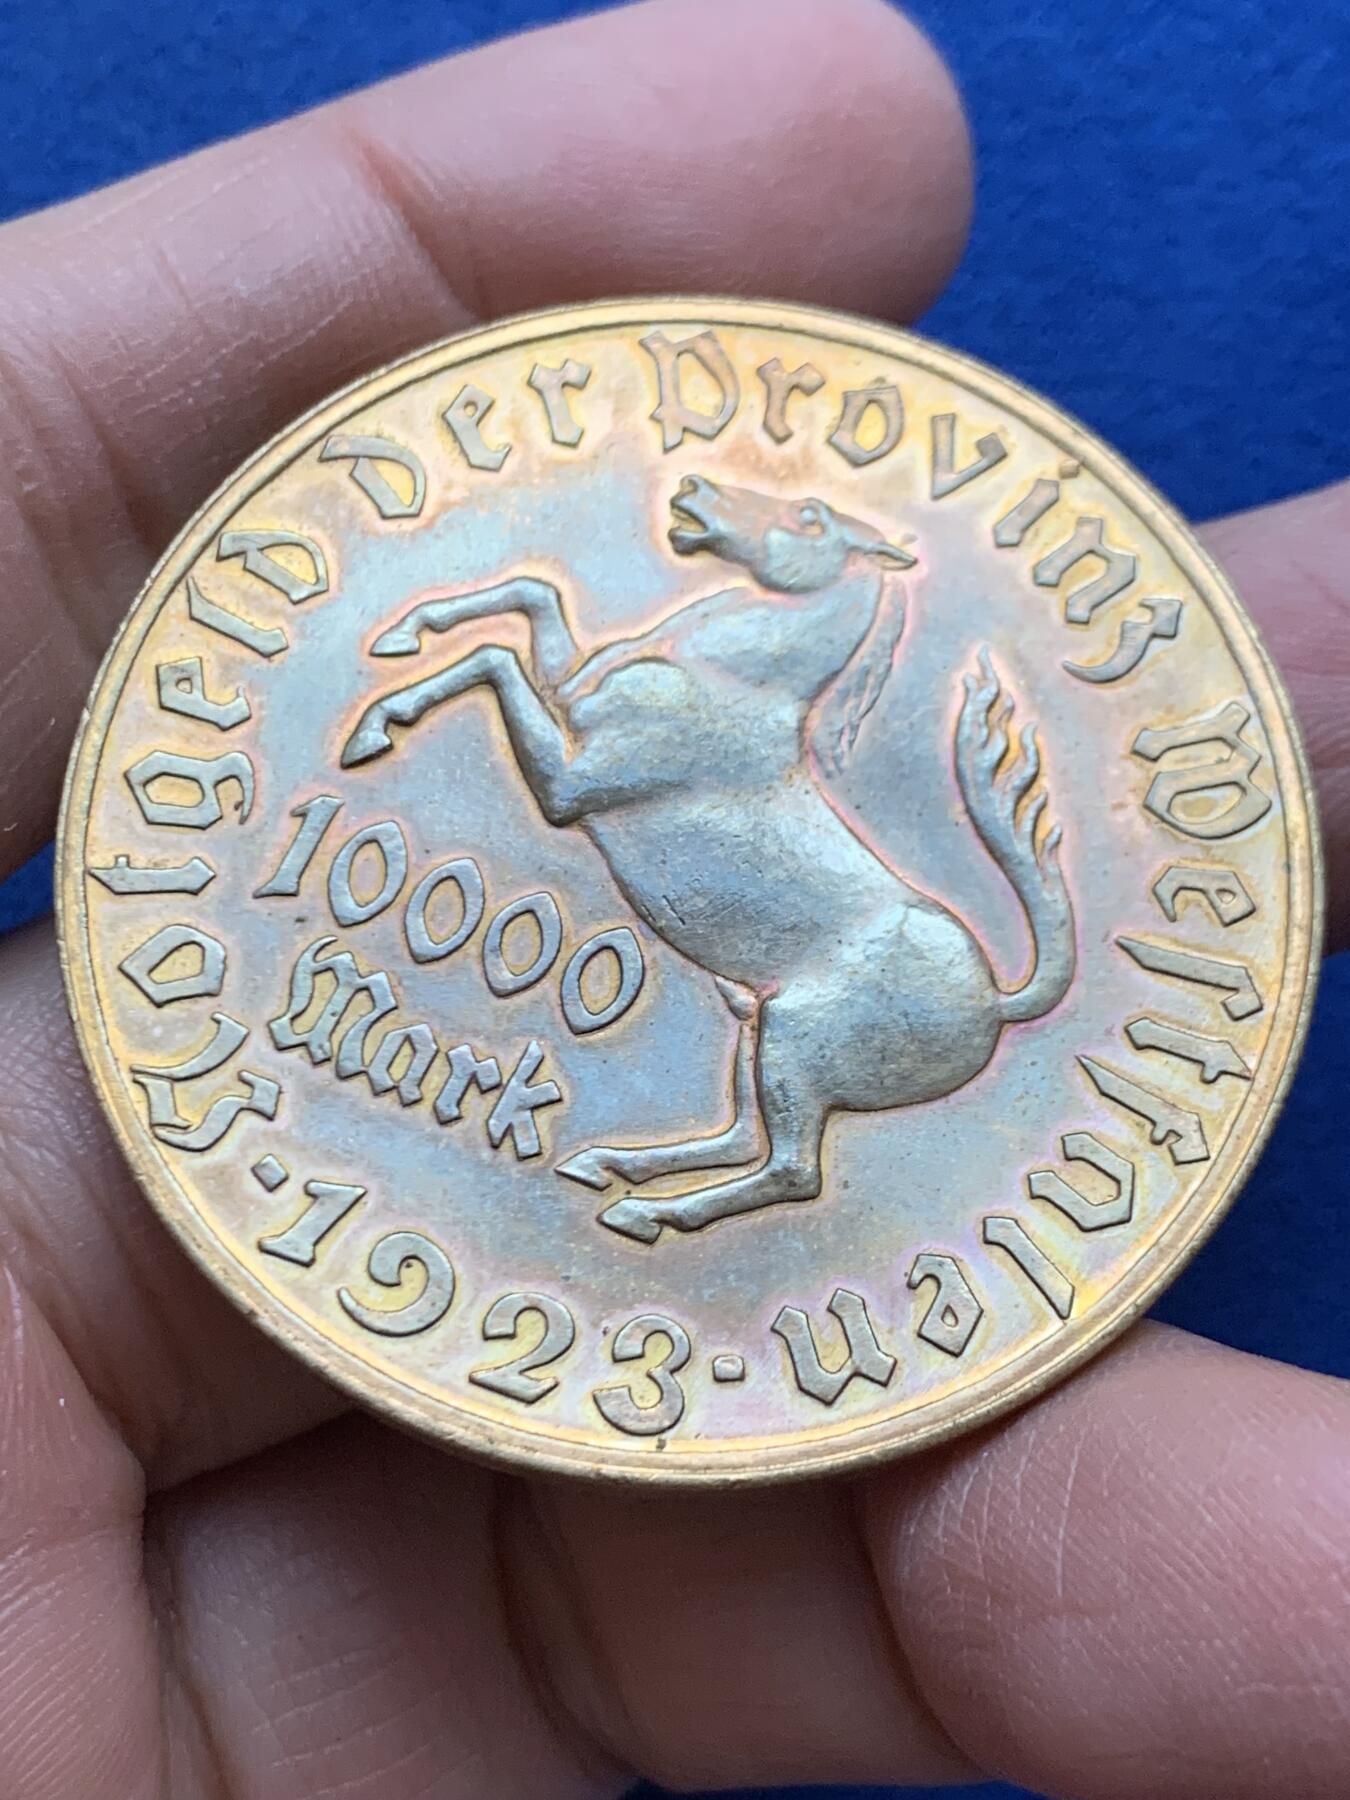 Notgeld der Provinz Westfalen
· 1923 ·
10000
Mark